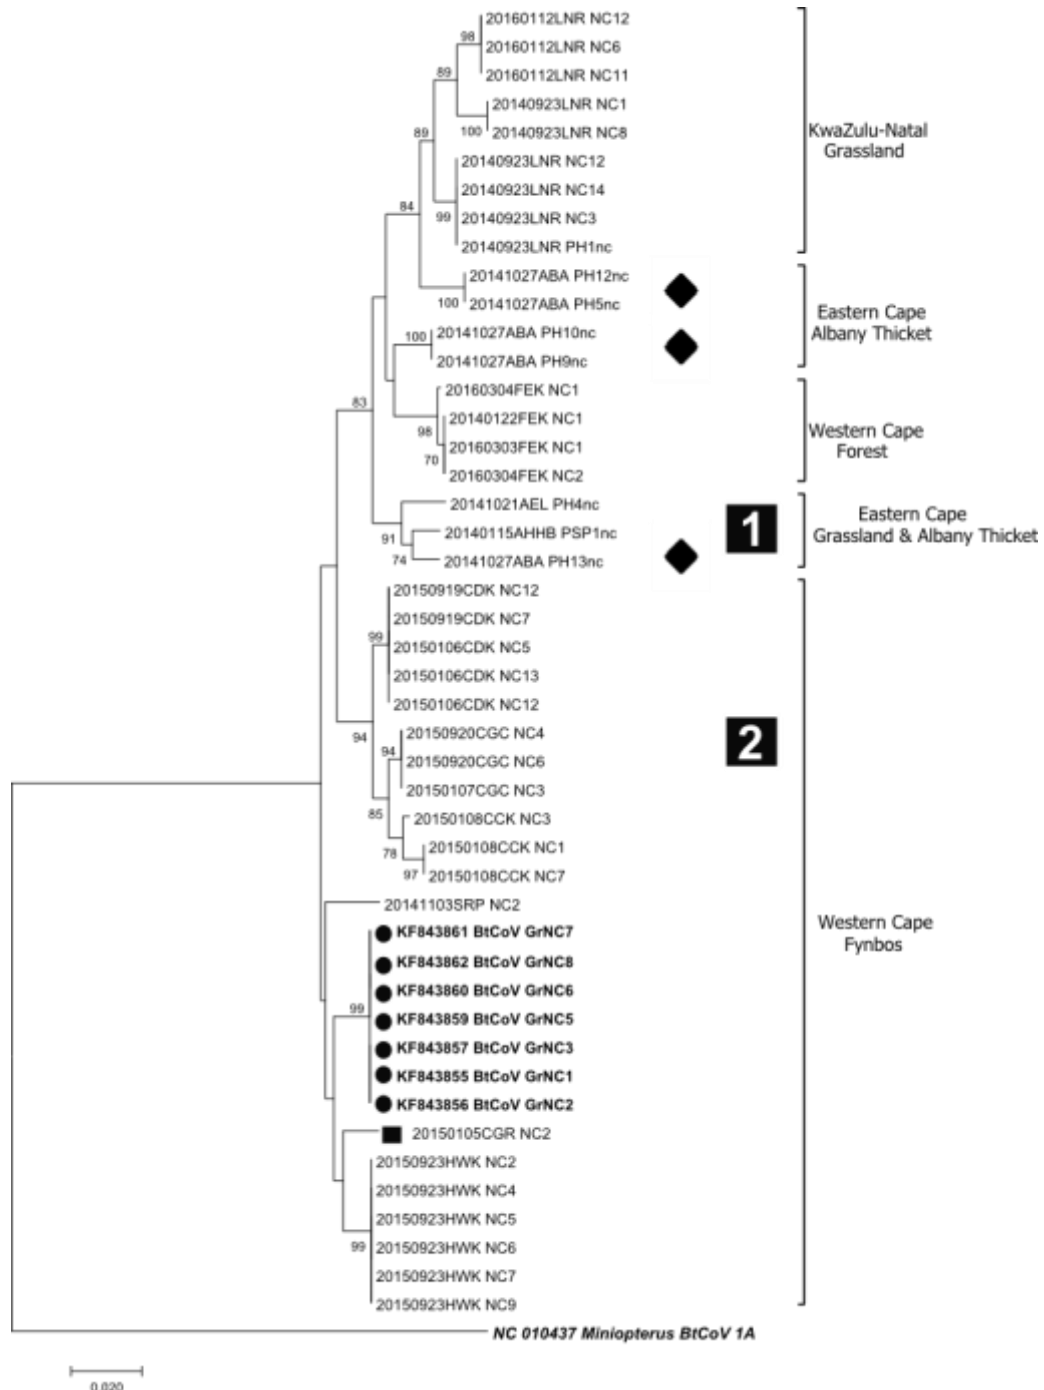 20160112LNR NC12
98
20160112LNR NC6
20160112LNR NC11
89
20140923LNR NC1
100
20140923LNR NC8
89
20140923LNR NC12
20140923LNR NC14
84
99
20140923LNR NC3
20140923LNR PH1nc
KwaZulu-Natal
Grassland
20141027ABA PH12nc
100
20141027ABA PH5nc
100
20141027ABA PH10nc
20141027ABA PH9nc
Eastern Cape
Albany Thicket
83
20160304FEK NC1
20140122FEK NC1
98
20160303FEK NC1
70
20160304FEK NC2
Western Cape
Forest
20141021AEL PH4nc
91
20140115AHHB PSP1nc
74
20141027ABA PH13nc
1
Eastern Cape
Grassland & Albany Thicket
20150919CDK NC12
20150919CDK NC7
99
20150106CDK NC5
20150106CDK NC13
20150106CDK NC12
94
94
20150920CGC NC4
20150920CGC NC6
20150107CGC NC3
2
85
20150108CCK NC3
78
20150108CCK NC1
97
20150108CCK NC7
20141103SRP NC2
KF843861 BtCoV GrNC7
KF843862 BtCoV GrNC8
KF843860 BtCoV GrNC6
99
KF843859 BtCoV GrNC5
KF843857 BtCoV GrNC3
KF843855 BtCoV GrNC1
KF843856 BtCoV GrNC2
Western Cape
Fynbos
20150105CGR NC2
20150923HWK NC2
20150923HWK NC4
20150923HWK NC5
99
20150923HWK NC6
20150923HWK NC7
20150923HWK NC9
NC 010437 Miniopterus BtCoV 1A
0.020